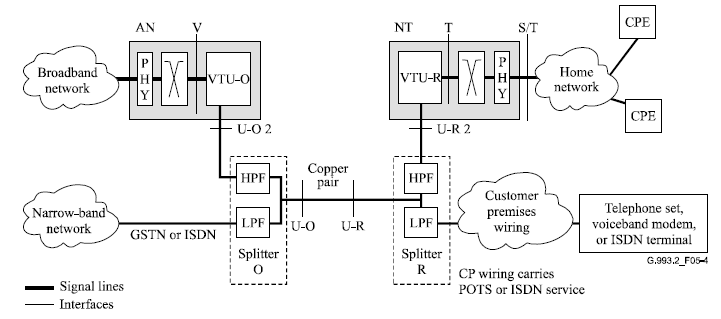 AN
V
NT
T
S/T
CPE
Broadband
network
P
H
Y
VTU-O
VTU-R
P
H
Y
Home
network
CPE
U-O 2
U-R 2
Narrow-band
network
GSTN or ISDN
HPF
LPF
Splitter
O
Copper
pair
U-O
U-R
HPF
LPF
Splitter
R
Customer
premises
wiring
Telephone set,
voiceband modem,
or ISDN terminal
G.993.2_F05-4
CP wiring carries
POTS or ISDN service
Signal lines
Interfaces